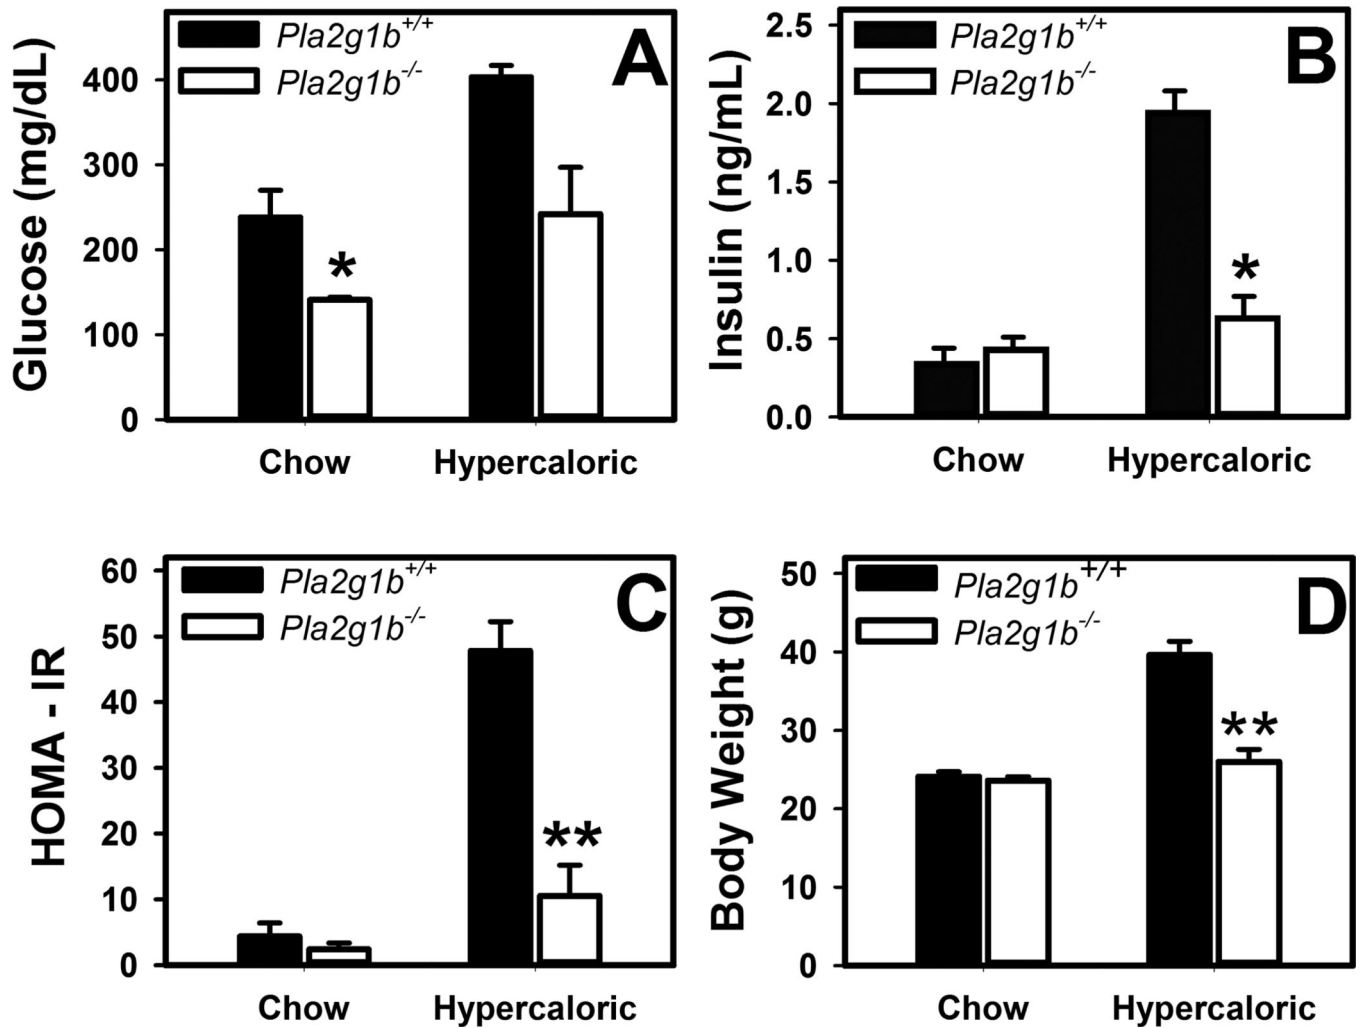 Glucose (mg/dL)
400
300
200
100
0
Pla2g1b+/+
Pla2g1b-/-
A
*
Chow Hypercaloric
Insulin (ng/mL)
2.5
2.0
1.5
1.0
0.5
0.0
Pla2g1b+/+
Pla2g1b-/-
B
*
Chow Hypercaloric
HOMA - IR
60
50
40
30
20
10
0
Pla2g1b+/+
Pla2g1b-/-
C
**
Chow Hypercaloric
Body Weight (g)
50
40
30
20
10
0
Pla2g1b+/+
Pla2g1b-/-
D
**
Chow Hypercaloric